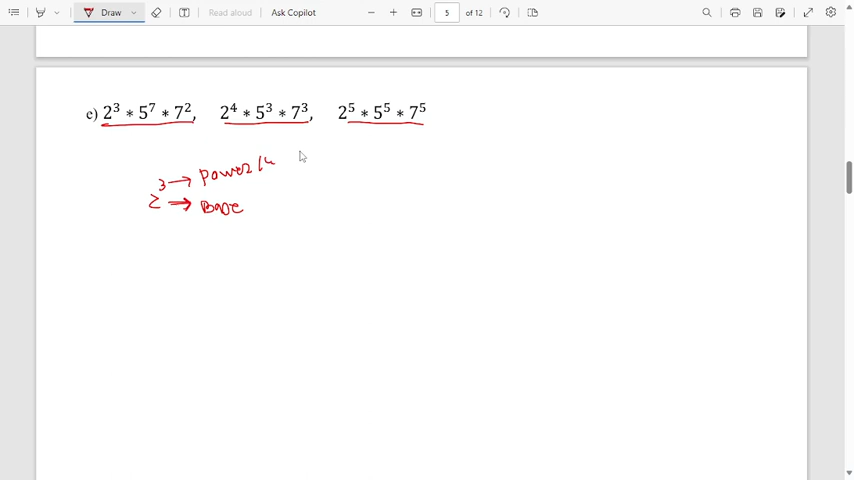 Draw
Read aloud
Ask Copilot
5 of 12
c) 2³ * 5⁷ * 7², 2⁴ * 5³ * 7³, 2⁵ * 5⁵ * 7⁵
3 → Power
2 → Base